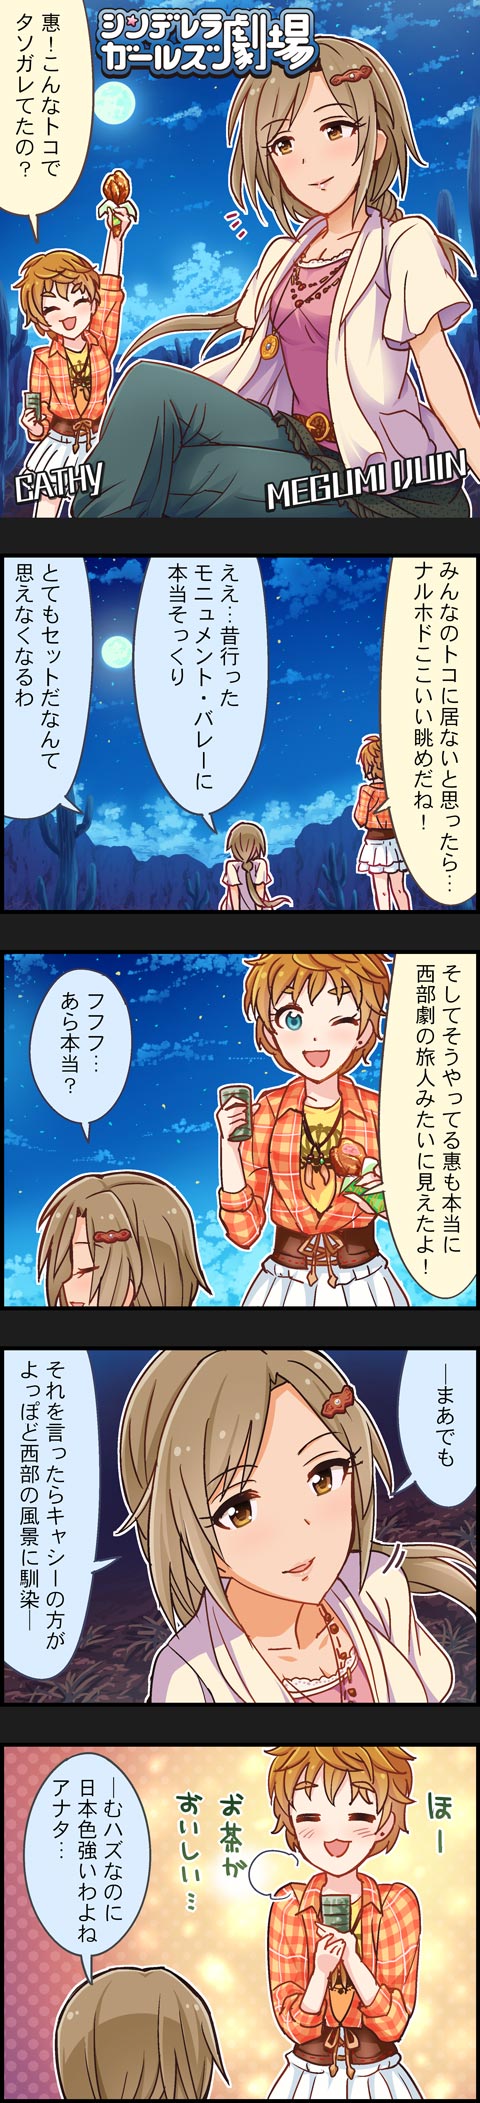 シンデレラ
ガールズ劇場
恵！こんなトコで
タソガレてたの？
CATHY
MEGUMI IJUIN
みんなのトコに居ないと思ったら…
ナルホドここいい眺めだね！
ええ…昔行った
モニュメント・バレーに
本当そっくり
とてもセットだなんて
思えなくなるわ
そしてそうやってる恵も本当に
西部劇の旅人みたいに見えたよ！
フフフ…
あら本当？
―まあでも
それを言ったらキャシーの方が
よっぽど西部の風景に馴染―
ほー
お茶が
おいしい…
―むハズなのに
日本色強いわよね
アナタ…